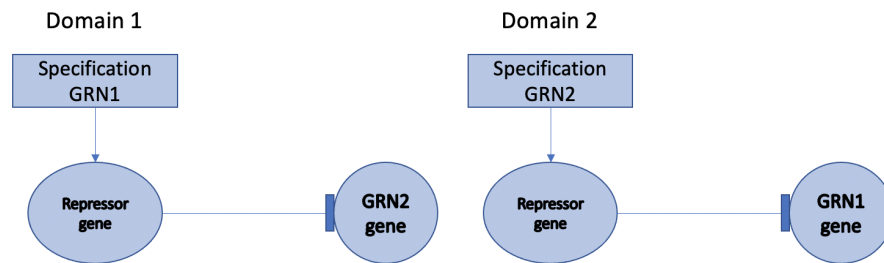 Domain 1
Specification
GRN1
Repressor
gene
GRN2
gene
Domain 2
Specification
GRN2
Repressor
gene
GRN1
gene